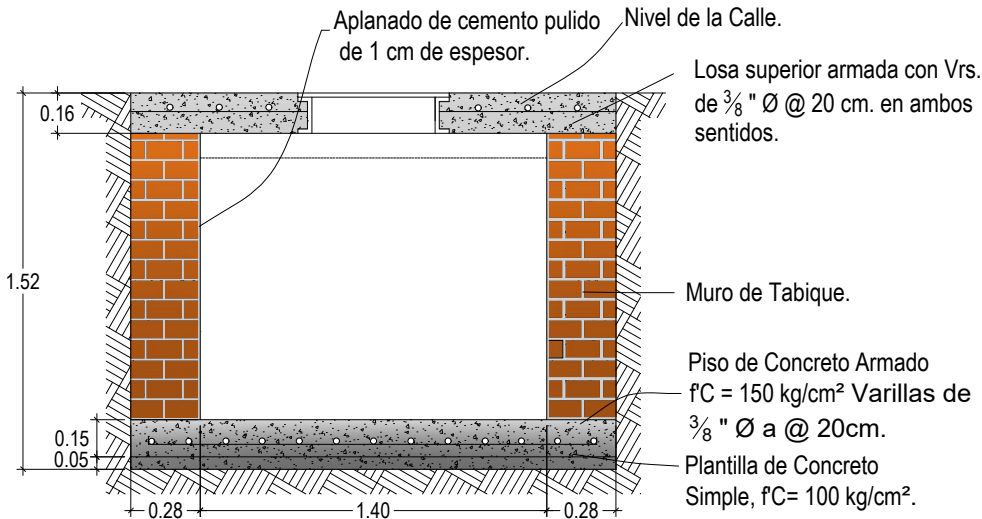 Aplanado de cemento pulido
de 1 cm de espesor.
Nivel de la Calle.
Losa superior armada con Vrs.
de 3/8 " Ø @ 20 cm. en ambos
sentidos.
0.16
1.52
Muro de Tabique.
Piso de Concreto Armado
f'C = 150 kg/cm² Varillas de
3/8 " Ø a @ 20cm.
0.15
0.05
Plantilla de Concreto
Simple, f'C= 100 kg/cm².
0.28
1.40
0.28